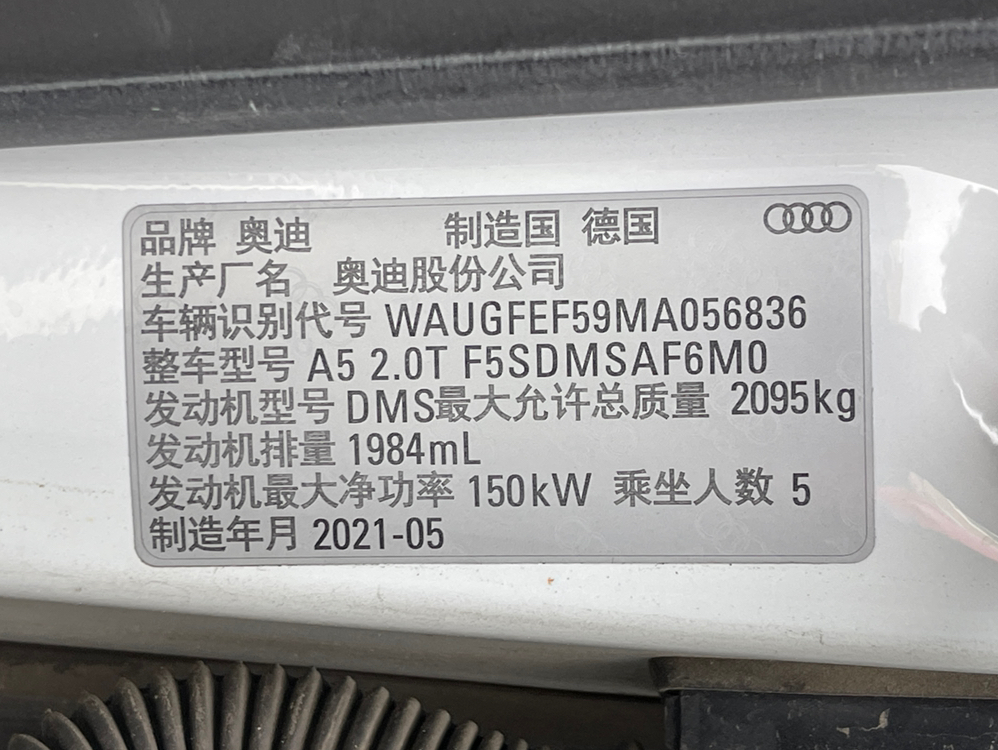 品牌 奥迪 制造国 德国
生产厂名 奥迪股份公司
车辆识别代号 WAUGFEF59MA056836
整车型号 A5 2.0T F5SDMSAF6M0
发动机型号 DMS最大允许总质量 2095kg
发动机排量 1984mL
发动机最大净功率 150kW 乘坐人数 5
制造年月 2021-05